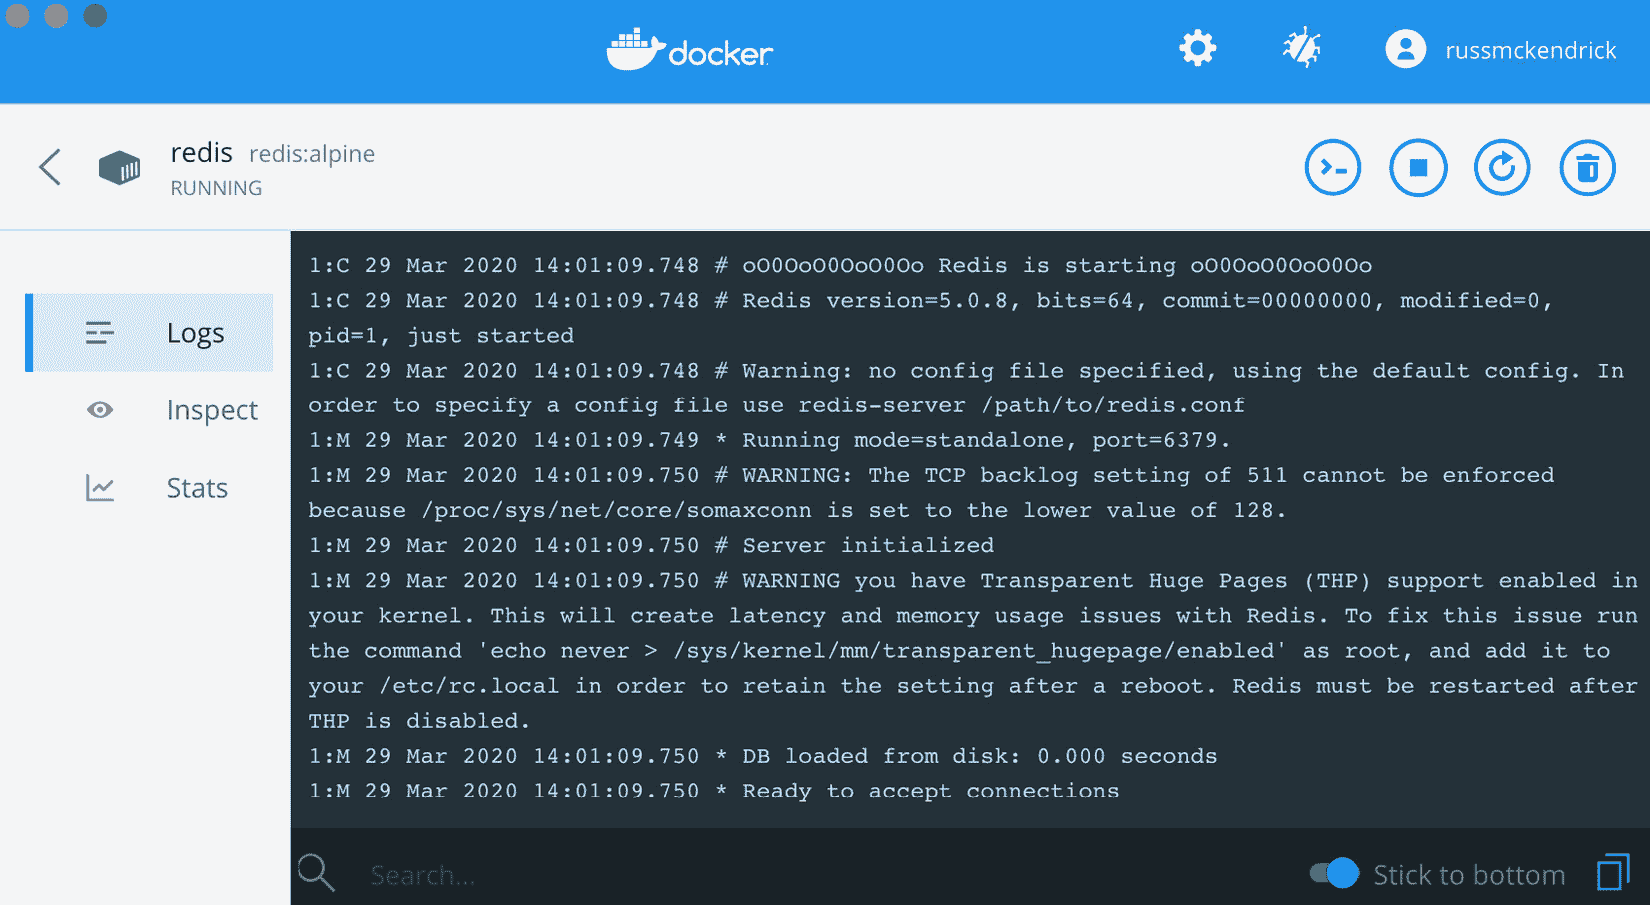 docker
russmckendrick
redis redis:alpine
RUNNING
Logs
Inspect
Stats
1:C 29 Mar 2020 14:01:09.748 # oO0OoO0OoO0Oo Redis is starting oO0OoO0OoO0Oo
1:C 29 Mar 2020 14:01:09.748 # Redis version=5.0.8, bits=64, commit=00000000, modified=0,
pid=1, just started
1:C 29 Mar 2020 14:01:09.748 # Warning: no config file specified, using the default config. In
order to specify a config file use redis-server /path/to/redis.conf
1:M 29 Mar 2020 14:01:09.749 * Running mode=standalone, port=6379.
1:M 29 Mar 2020 14:01:09.750 # WARNING: The TCP backlog setting of 511 cannot be enforced
because /proc/sys/net/core/somaxconn is set to the lower value of 128.
1:M 29 Mar 2020 14:01:09.750 # Server initialized
1:M 29 Mar 2020 14:01:09.750 # WARNING you have Transparent Huge Pages (THP) support enabled in
your kernel. This will create latency and memory usage issues with Redis. To fix this issue run
the command 'echo never > /sys/kernel/mm/transparent_hugepage/enabled' as root, and add it to
your /etc/rc.local in order to retain the setting after a reboot. Redis must be restarted after
THP is disabled.
1:M 29 Mar 2020 14:01:09.750 * DB loaded from disk: 0.000 seconds
1:M 29 Mar 2020 14:01:09.750 * Ready to accept connections
Search...
Stick to bottom